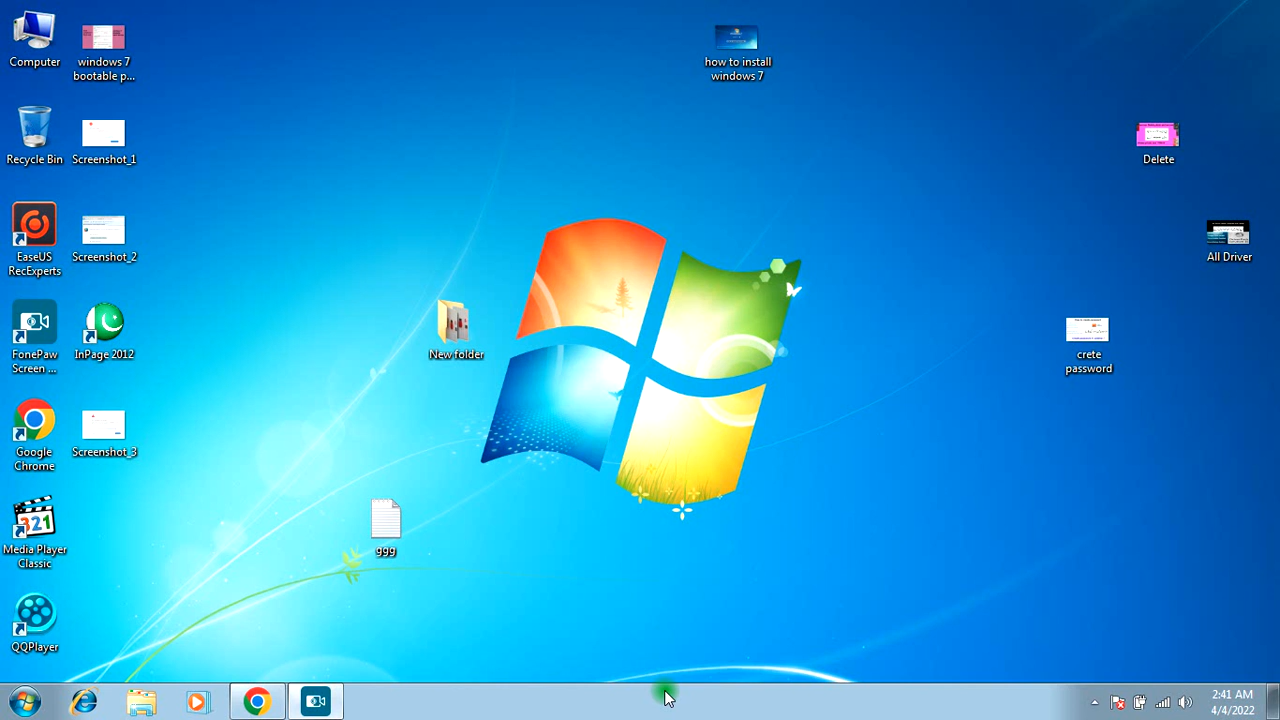 Computer
windows 7
bootable p...
how to install
windows 7
Recycle Bin
Screenshot_1
Delete
EaseUS
RecExperts
Screenshot_2
All Driver
FonePaw
Screen ...
InPage 2012
New folder
crete
password
Google
Chrome
Screenshot_3
321
Media Player
Classic
ggg
QQPlayer
2:41 AM
4/4/2022